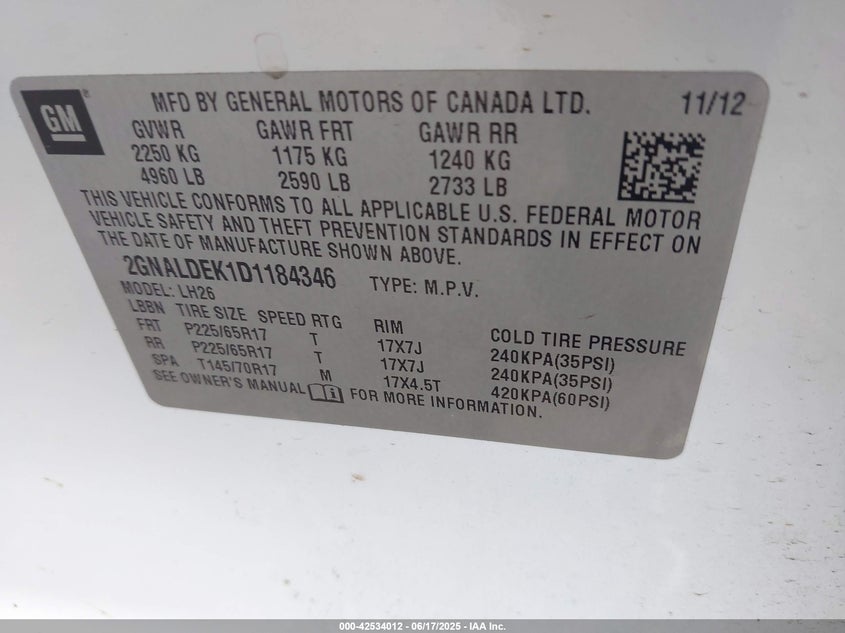 GM®
MFD BY GENERAL MOTORS OF CANADA LTD. 11/12
GVWR GAWR FRT GAWR RR
2250 KG 1175 KG 1240 KG
4960 LB 2590 LB 2733 LB
THIS VEHICLE CONFORMS TO ALL APPLICABLE U.S. FEDERAL MOTOR
VEHICLE SAFETY AND THEFT PREVENTION STANDARDS IN EFFECT ON
THE DATE OF MANUFACTURE SHOWN ABOVE.
2GNALDEK1D1184346 TYPE: M.P.V.
MODEL: LH26
LBBN TIRE SIZE SPEED RTG RIM COLD TIRE PRESSURE
FRT P225/65R17 T 17X7J 240KPA(35PSI)
RR P225/65R17 T 17X7J 240KPA(35PSI)
SPA T145/70R17 M 17X4.5T 420KPA(60PSI)
SEE OWNER'S MANUAL FOR MORE INFORMATION.
000-42534012 - 06/17/2025 - IAA Inc.